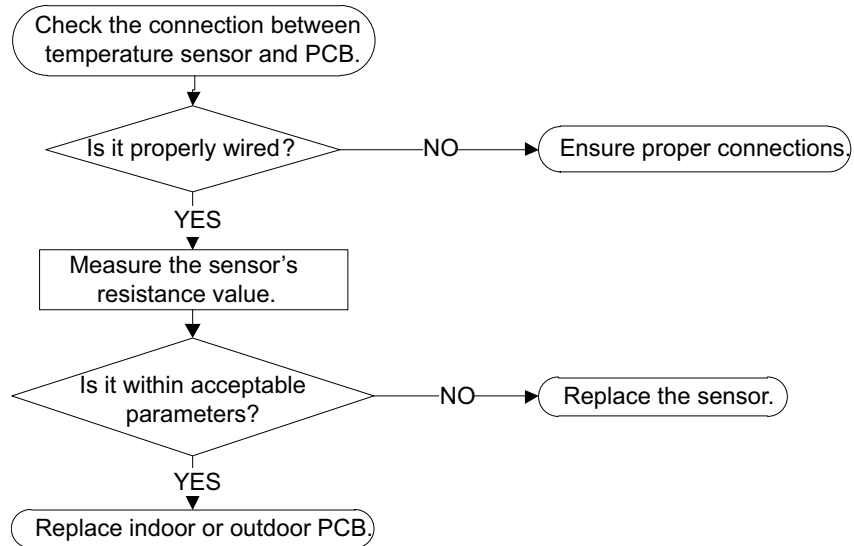 Check the connection between
temperature sensor and PCB.
Is it properly wired?
NO
Ensure proper connections.
YES
Measure the sensor's
resistance value.
Is it within acceptable
parameters?
NO
Replace the sensor.
YES
Replace indoor or outdoor PCB.